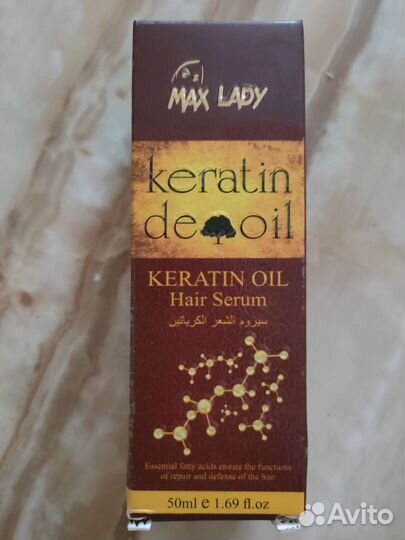 MAX LADY
keratin
de oil
KERATIN OIL
Hair Serum
سيروم الشعر الكرياتين
Essential fatty acids ensure the functions
of repair and defense of the hair
50ml e 1.69 fl.oz
Avito